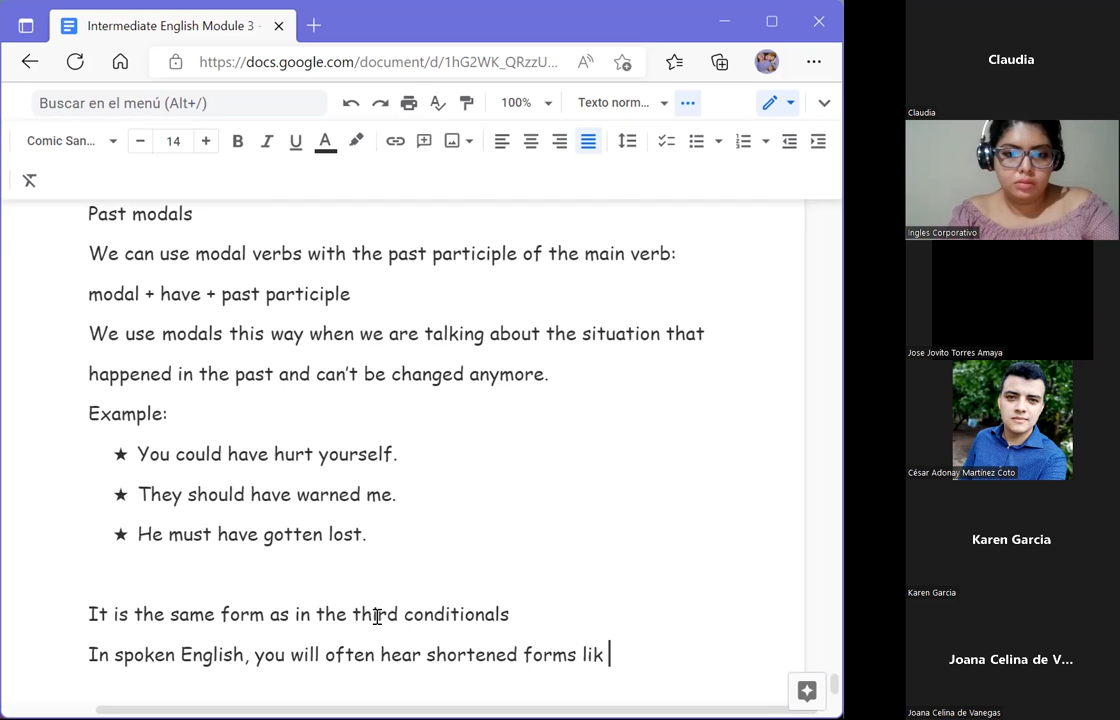 Intermediate English Module 3 -
https://docs.google.com/document/d/1hG2WK_QRzzU...
Buscar en el menú (Alt+/)
100%
Texto norm...
Comic San...
14
Past modals
We can use modal verbs with the past participle of the main verb:
modal + have + past participle
We use modals this way when we are talking about the situation that
happened in the past and can't be changed anymore.
Example:
★ You could have hurt yourself.
★ They should have warned me.
★ He must have gotten lost.
It is the same form as in the third conditionals
In spoken English, you will often hear shortened forms lik
Claudia
Claudia
Ingles Corporativo
Jose Jovito Torres Amaya
César Adonay Martínez Coto
Karen Garcia
Karen Garcia
Joana Celina de V...
Joana Celina de Vanegas